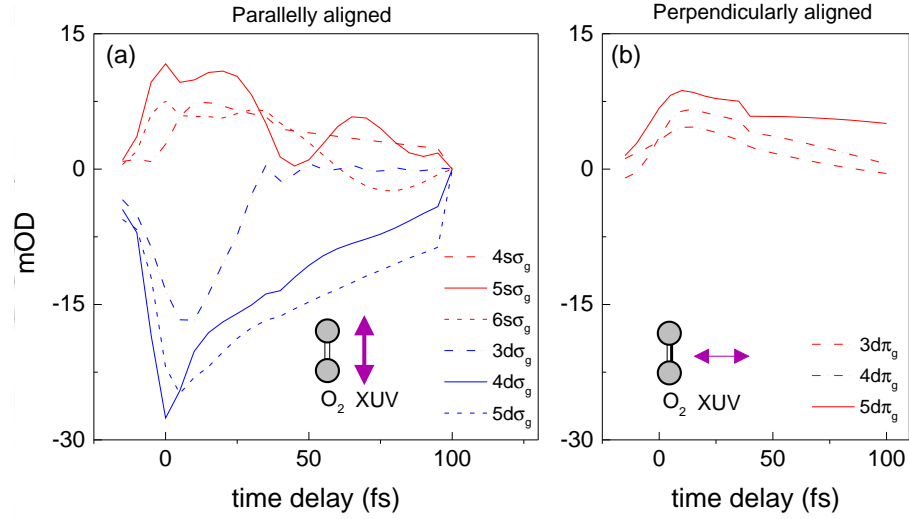 Parallelly aligned
Perpendicularly aligned
(a)
(b)
15
0
-15
-30
mOD
4sσg
5sσg
6sσg
3dσg
4dσg
5dσg
O2 XUV
0
50
100
time delay (fs)
15
0
-15
-30
3dπg
4dπg
5dπg
O2 XUV
0
50
100
time delay (fs)